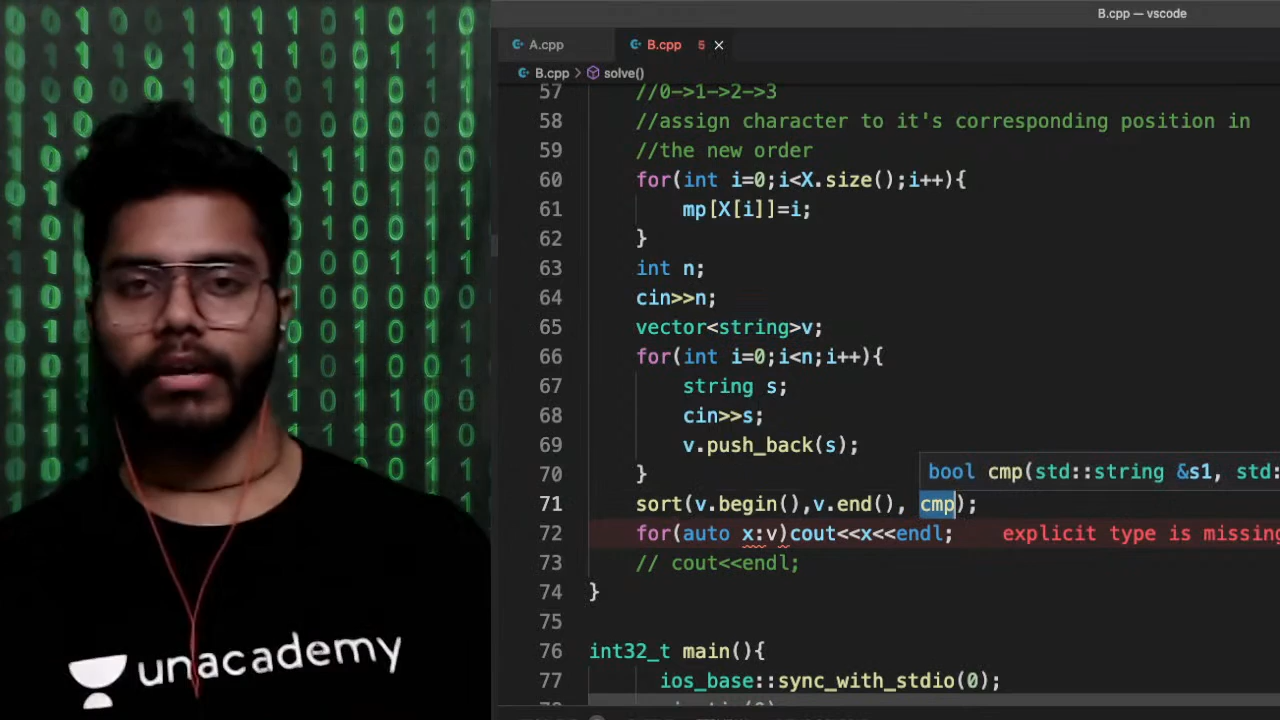 B.cpp — vscode
A.cpp
B.cpp 5
B.cpp > solve()
57 //0->1->2->3
58 //assign character to it's corresponding position in
59 //the new order
60 for(int i=0;i<X.size();i++){
61 mp[X[i]]=i;
62 }
63 int n;
64 cin>>n;
65 vector<string>v;
66 for(int i=0;i<n;i++){
67 string s;
68 cin>>s;
69 v.push_back(s);
70 }
bool cmp(std::string &s1, std:
71 sort(v.begin(),v.end(), cmp);
72 for(auto x:v)cout<<x<<endl; explicit type is missing
73 // cout<<endl;
74 }
75
76 int32_t main(){
77 ios_base::sync_with_stdio(0);
unacademy